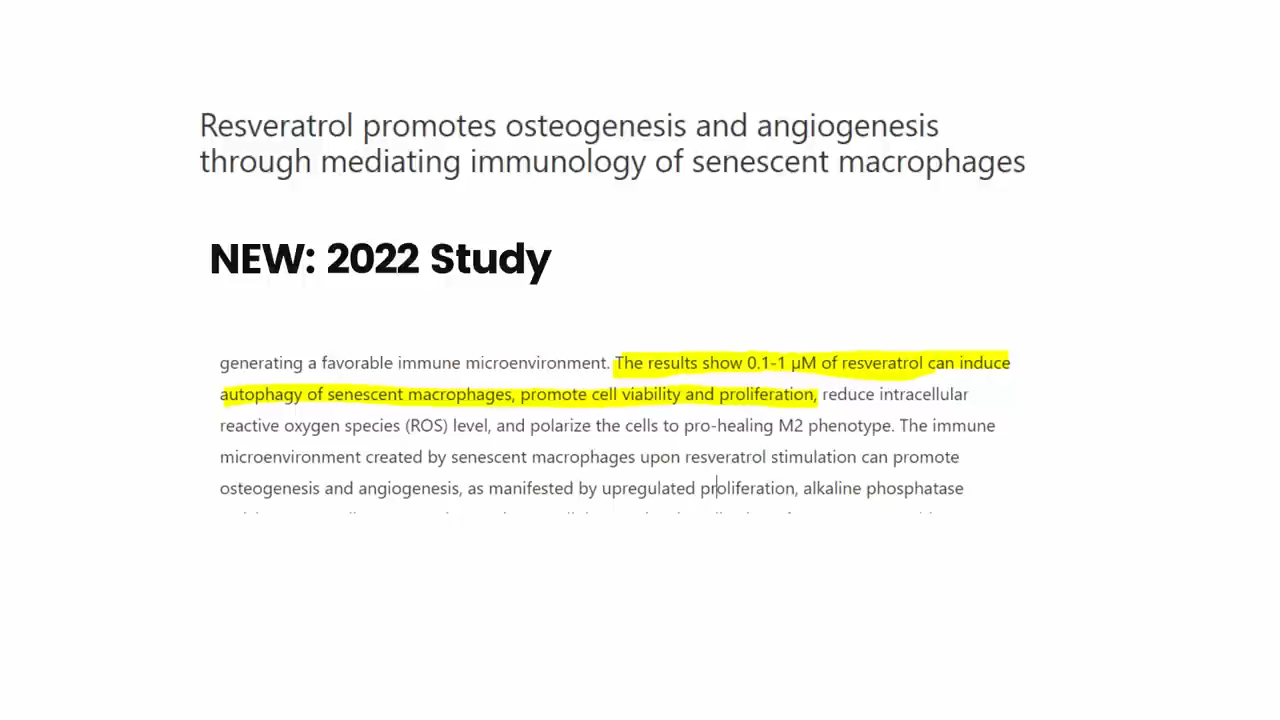 Resveratrol promotes osteogenesis and angiogenesis
through mediating immunology of senescent macrophages
NEW: 2022 Study
generating a favorable immune microenvironment. The results show 0.1-1 μM of resveratrol can induce
autophagy of senescent macrophages, promote cell viability and proliferation, reduce intracellular
reactive oxygen species (ROS) level, and polarize the cells to pro-healing M2 phenotype. The immune
microenvironment created by senescent macrophages upon resveratrol stimulation can promote
osteogenesis and angiogenesis, as manifested by upregulated proliferation, alkaline phosphatase